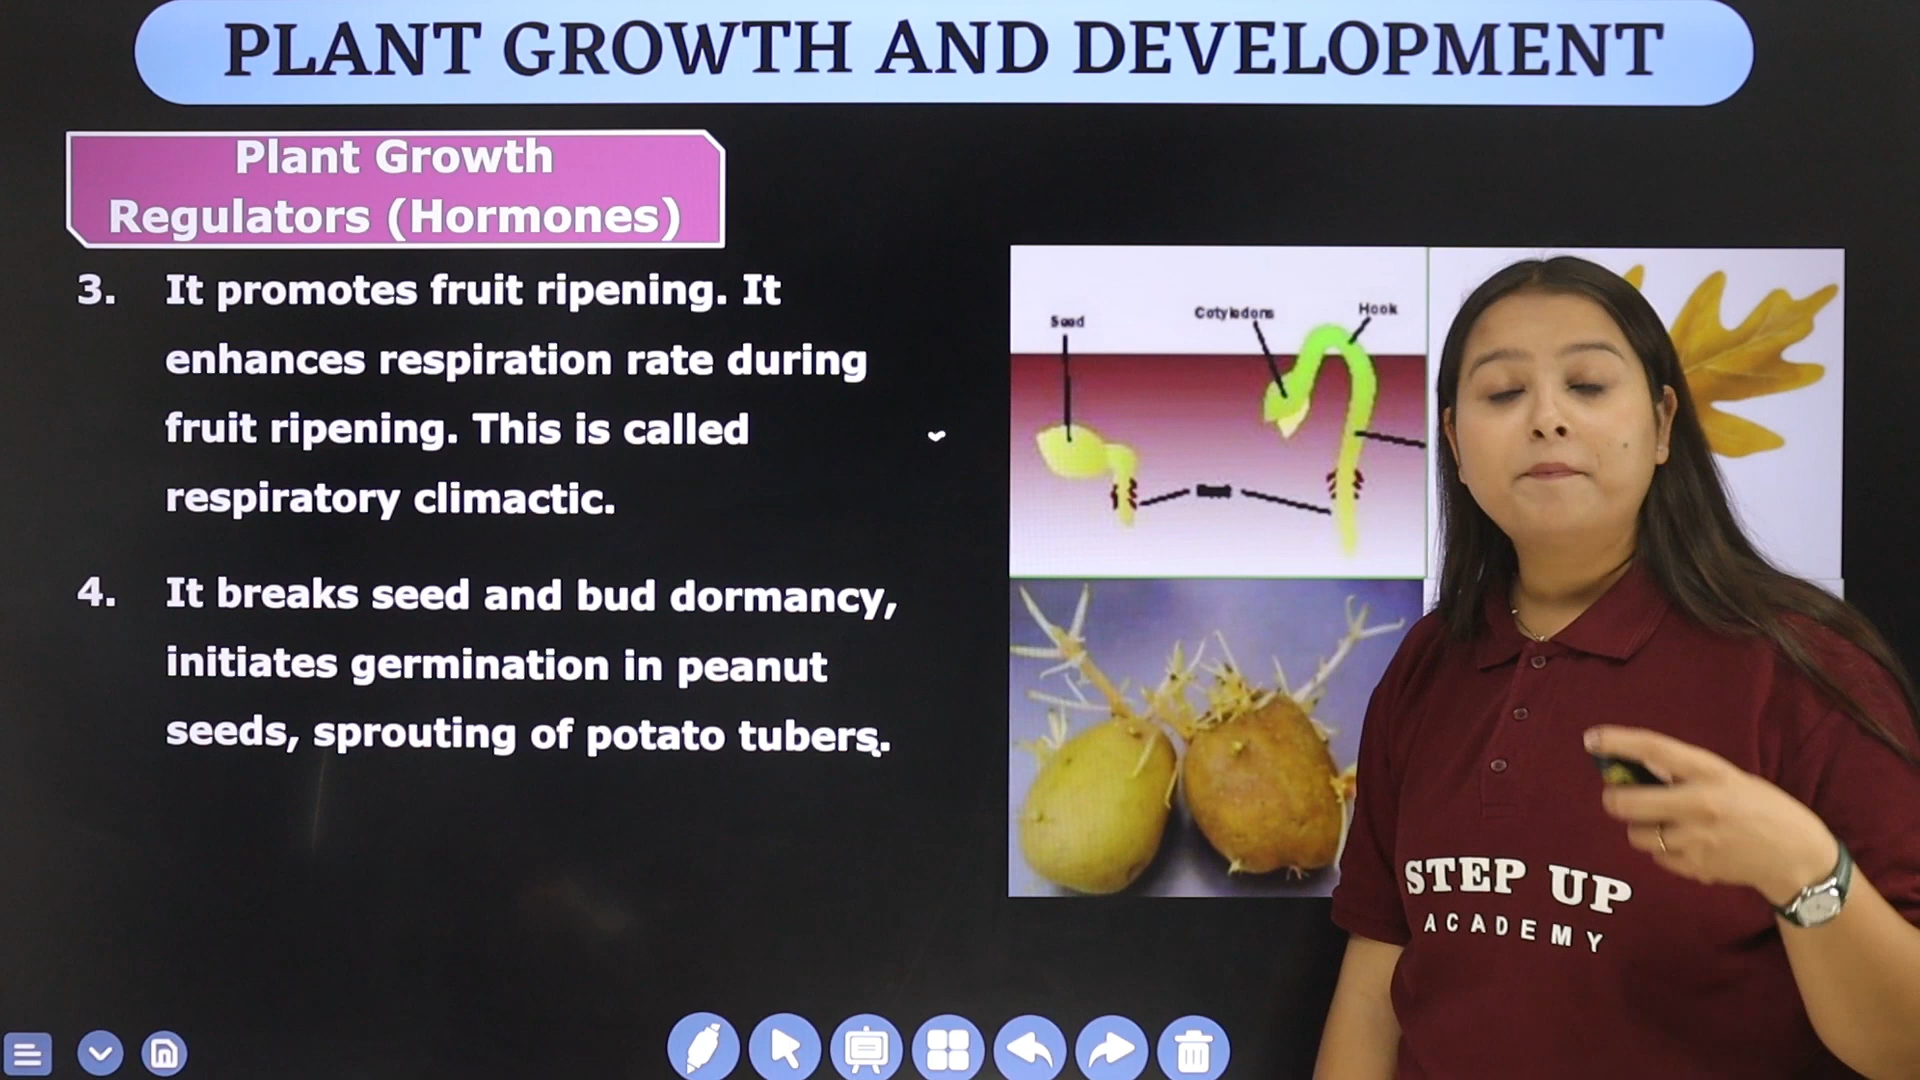 PLANT GROWTH AND DEVELOPMENT
Plant Growth
Regulators (Hormones)
3. It promotes fruit ripening. It
enhances respiration rate during
fruit ripening. This is called
respiratory climactic.
4. It breaks seed and bud dormancy,
initiates germination in peanut
seeds, sprouting of potato tubers.
Seed
Cotyledons
Hook
STEP UP
ACADEMY